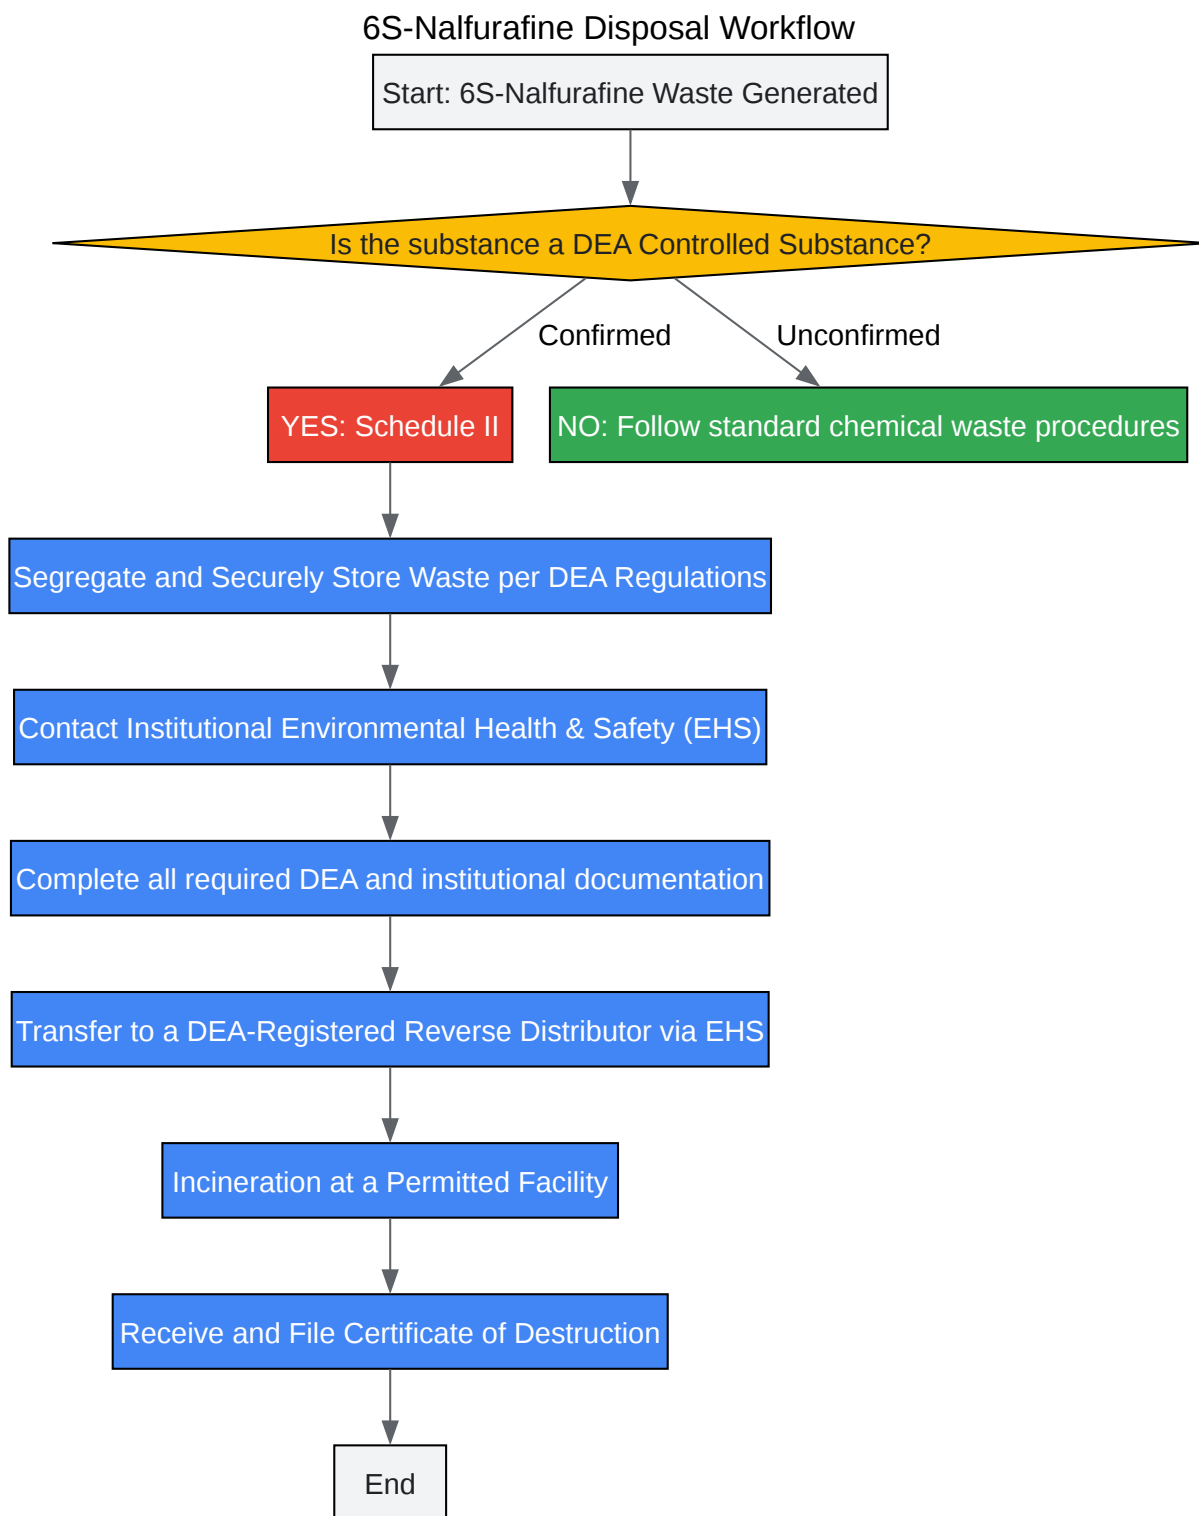 6S-Nalfurafine Disposal Workflow
Start: 6S-Nalfurafine Waste Generated
Is the substance a DEA Controlled Substance?
Confirmed
Unconfirmed
YES: Schedule II
NO: Follow standard chemical waste procedures
Segregate and Securely Store Waste per DEA Regulations
Contact Institutional Environmental Health & Safety (EHS)
Complete all required DEA and institutional documentation
Transfer to a DEA-Registered Reverse Distributor via EHS
Incineration at a Permitted Facility
Receive and File Certificate of Destruction
End